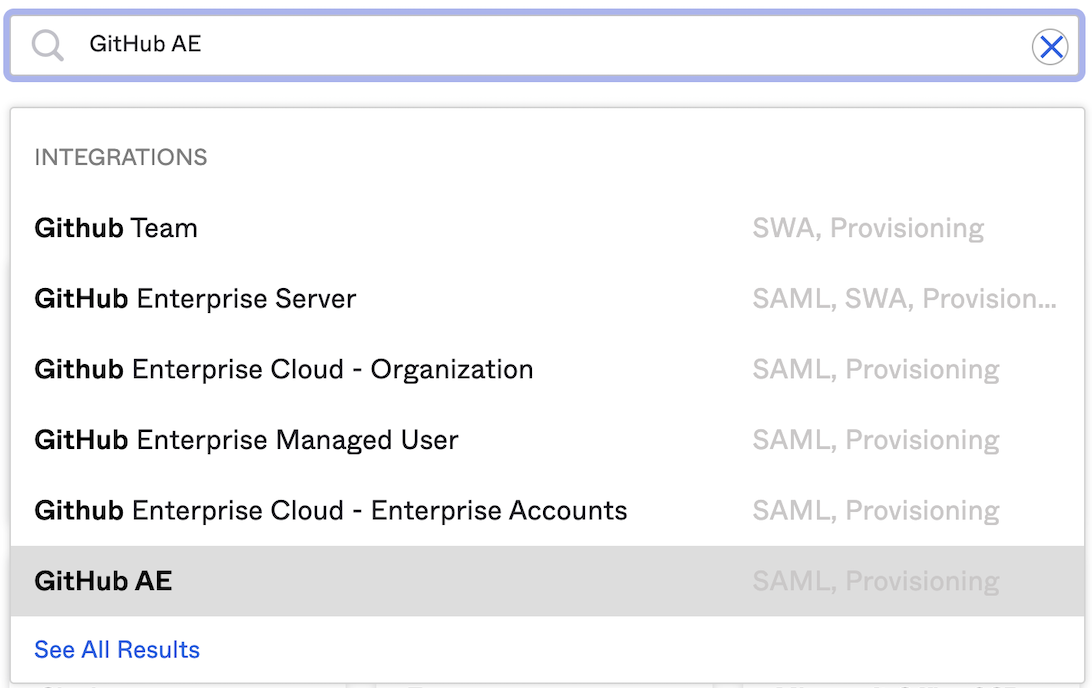 GitHub AE
INTEGRATIONS
Github Team SWA, Provisioning
GitHub Enterprise Server SAML, SWA, Provision...
Github Enterprise Cloud - Organization SAML, Provisioning
GitHub Enterprise Managed User SAML, Provisioning
Github Enterprise Cloud - Enterprise Accounts SAML, Provisioning
GitHub AE SAML, Provisioning
See All Results